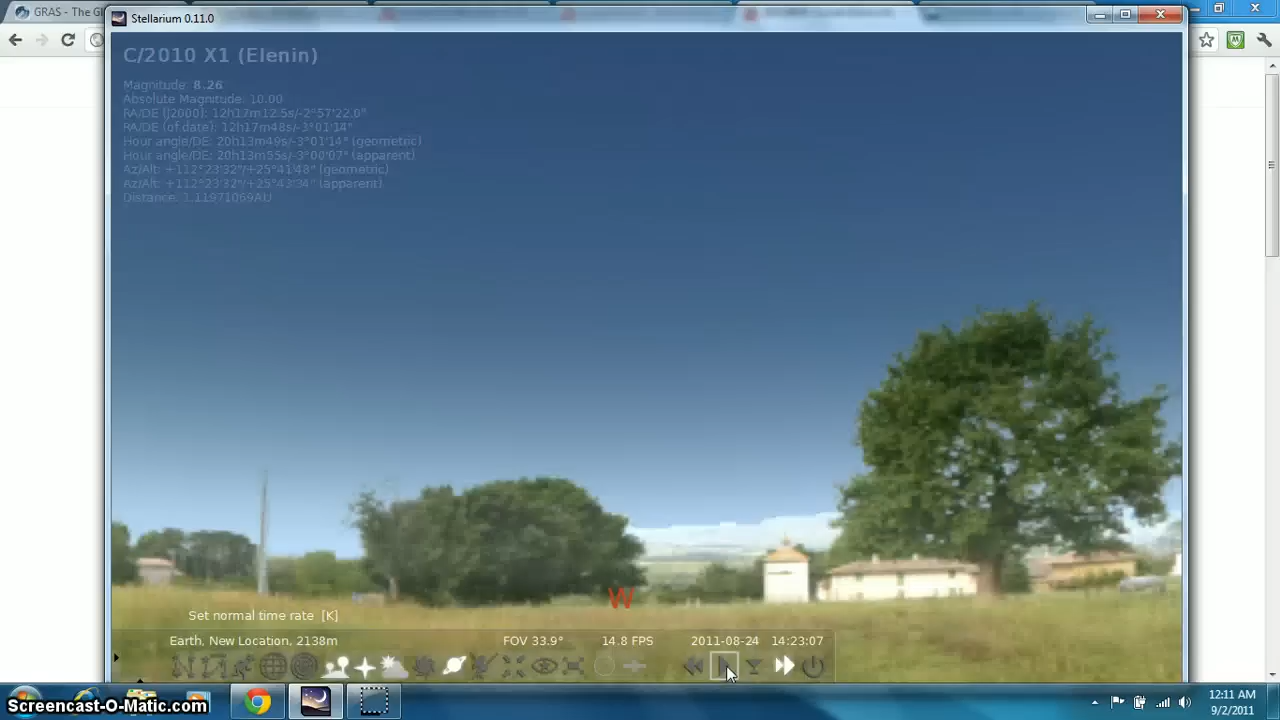 GRAS - The Gl
Stellarium 0.11.0
C/2010 X1 (Elenin)
Magnitude: 8.26
Absolute Magnitude: 10.00
RA/DE (J2000): 12h17m12.5s/-2°57'22.0"
RA/DE (of date): 12h17m48s/-3°01'14"
Hour angle/DE: 20h13m49s/-3°01'14" (geometric)
Hour angle/DE: 20h13m55s/-3°00'07" (apparent)
Az/Alt: +112°23'32"/+25°41'48" (geometric)
Az/Alt: +112°23'32"/+25°43'34" (apparent)
Distance: 1.11971069AU
W
Set normal time rate [K]
Earth, New Location, 2138m FOV 33.9° 14.8 FPS 2011-08-24 14:23:07
Screencast-O-Matic.com
12:11 AM
9/2/2011